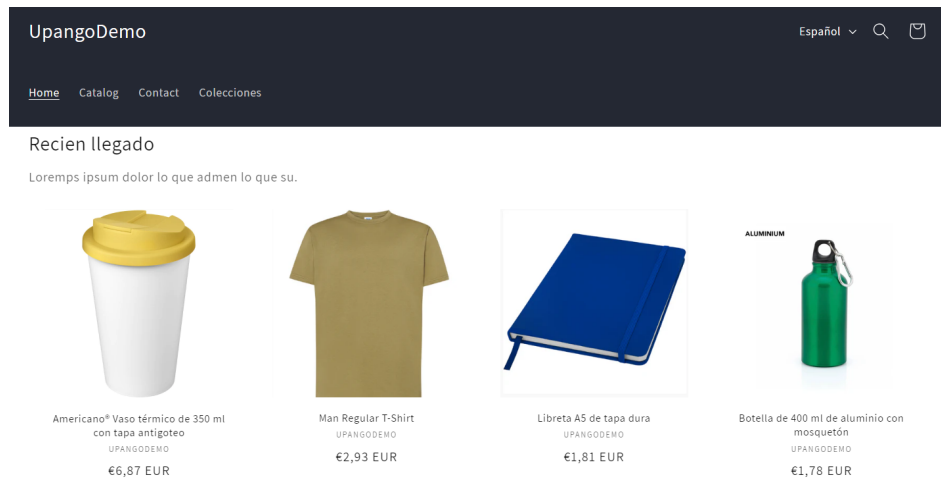 UpangoDemo
Español
Home Catalog Contact Colecciones
Recien llegado
Loremps ipsum dolor lo que admen lo que su.
ALUMINIUM
Americano® Vaso térmico de 350 ml
con tapa antigoteo
UPANGODEMO
€6,87 EUR
Man Regular T-Shirt
UPANGODEMO
€2,93 EUR
Libreta A5 de tapa dura
UPANGODEMO
€1,81 EUR
Botella de 400 ml de aluminio con
mosquetón
UPANGODEMO
€1,78 EUR